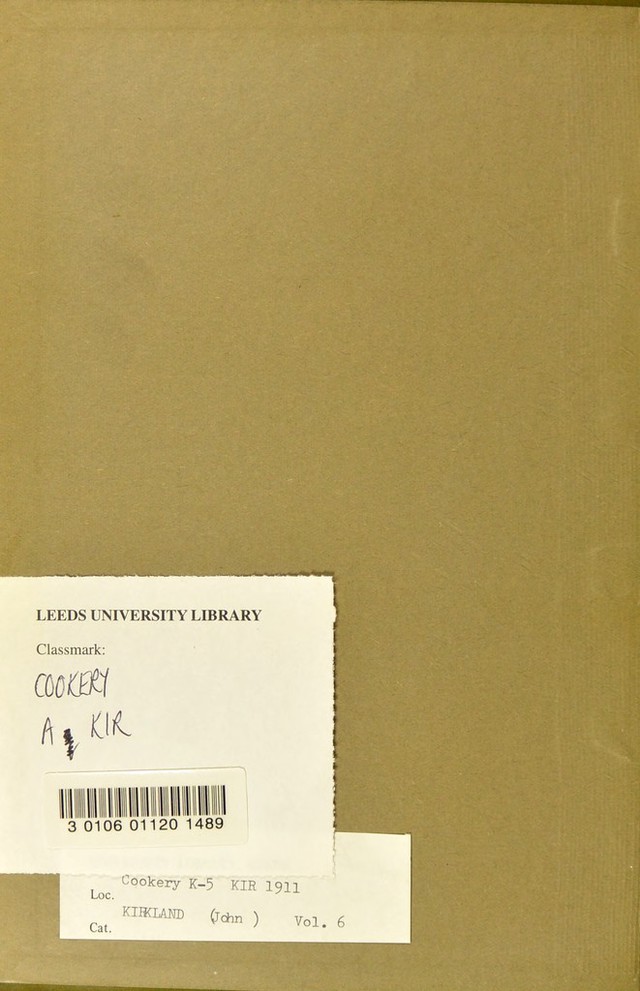 LEEDS UNIVERSITY LIBRARY
Classmark:
COOKERY
A KIR
3 0106 01120 1489
Loc. Cookery K-5 KIR 1911
Cat. KIRKLAND (John ) Vol. 6